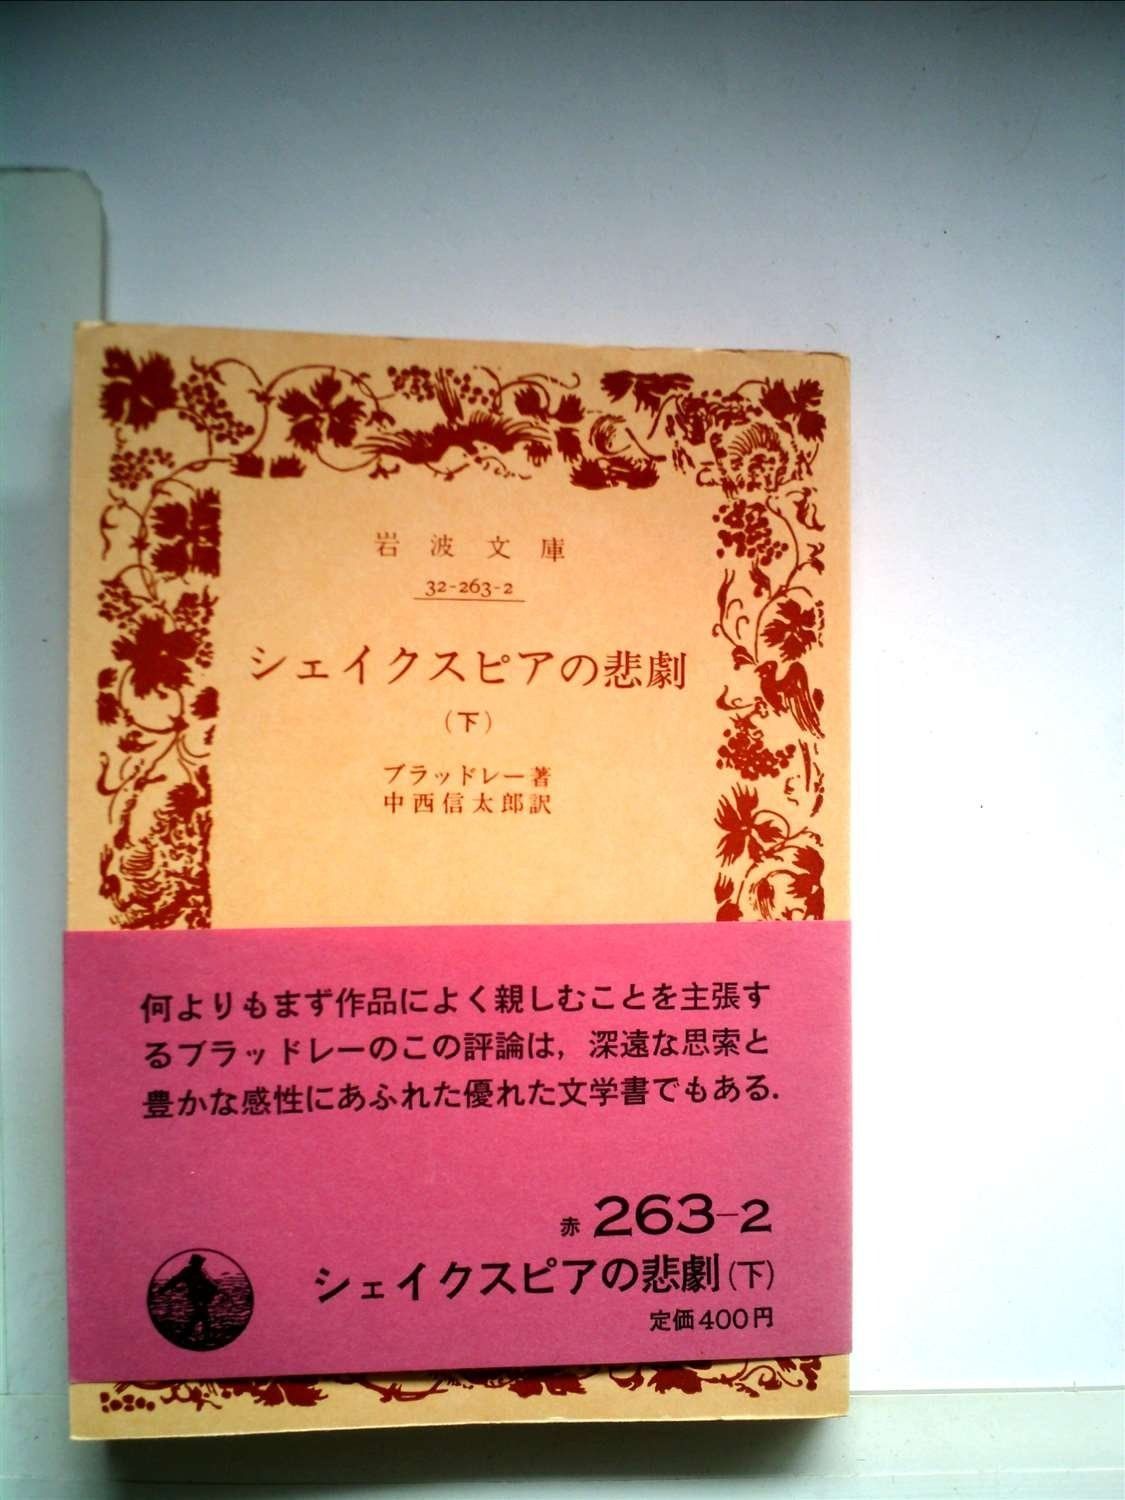 岩波文庫
32-263-2
シェイクスピアの悲劇
(下)
ブラッドレー著
中西信太郎訳
何よりもまず作品によく親しむことを主張す
るブラッドレーのこの評論は，深遠な思索と
豊かな感性にあふれた優れた文学書でもある．
赤 263-2
シェイクスピアの悲劇(下)
定価400円